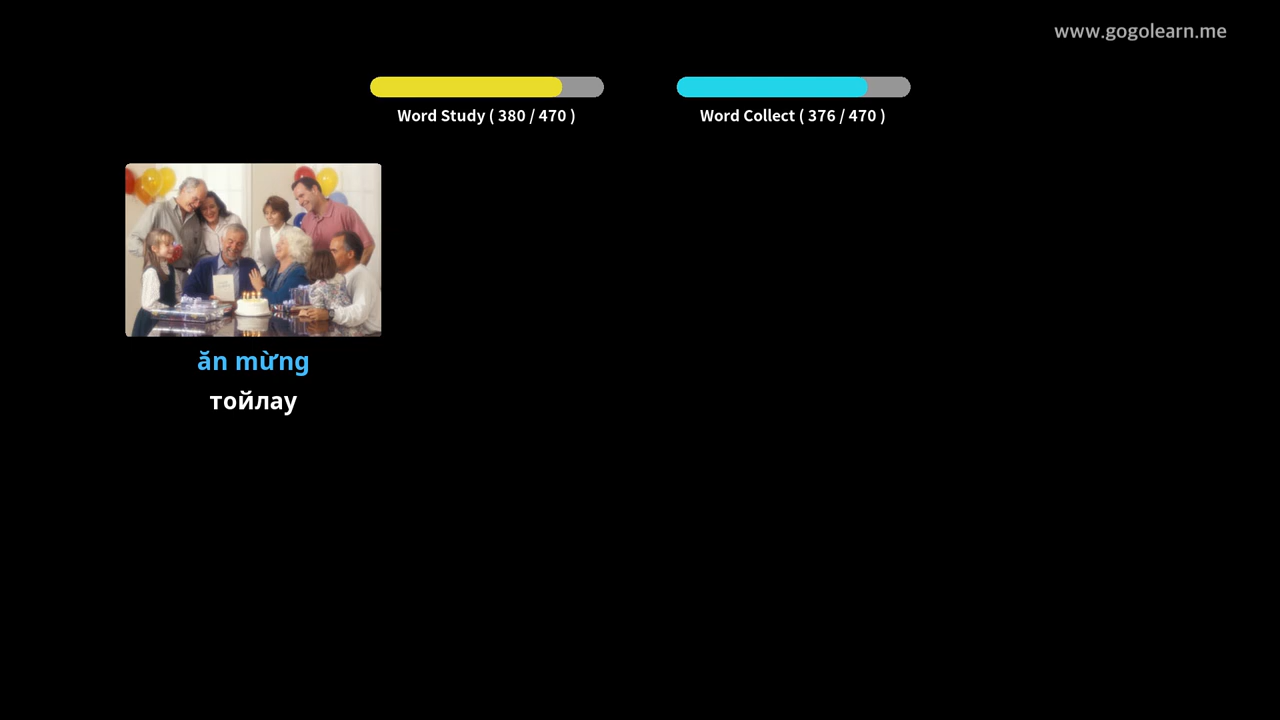 www.gogolearn.me
Word Study ( 380 / 470 )
Word Collect ( 376 / 470 )
ăn mừng
тойлау